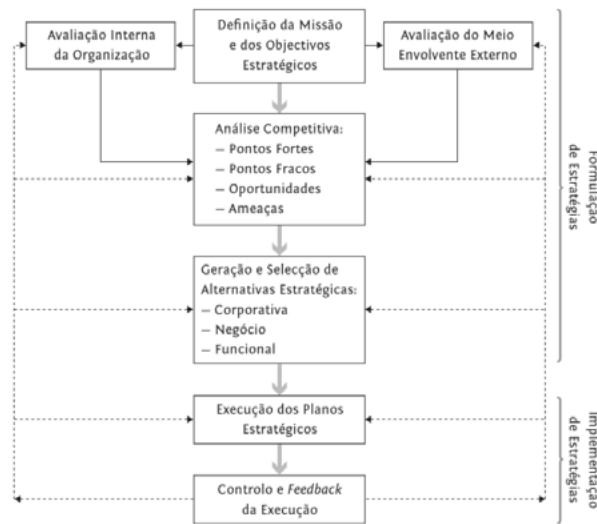 Avaliação Interna
da Organização
Definição da Missão
e dos Objectivos
Estratégicos
Avaliação do Meio
Envolvente Externo
Análise Competitiva:
– Pontos Fortes
– Pontos Fracos
– Oportunidades
– Ameaças
Geração e Selecção de
Alternativas Estratégicas:
– Corporativa
– Negócio
– Funcional
Formulação
de Estratégias
Execução dos Planos
Estratégicos
Controlo e Feedback
da Execução
Implementação
de Estratégias